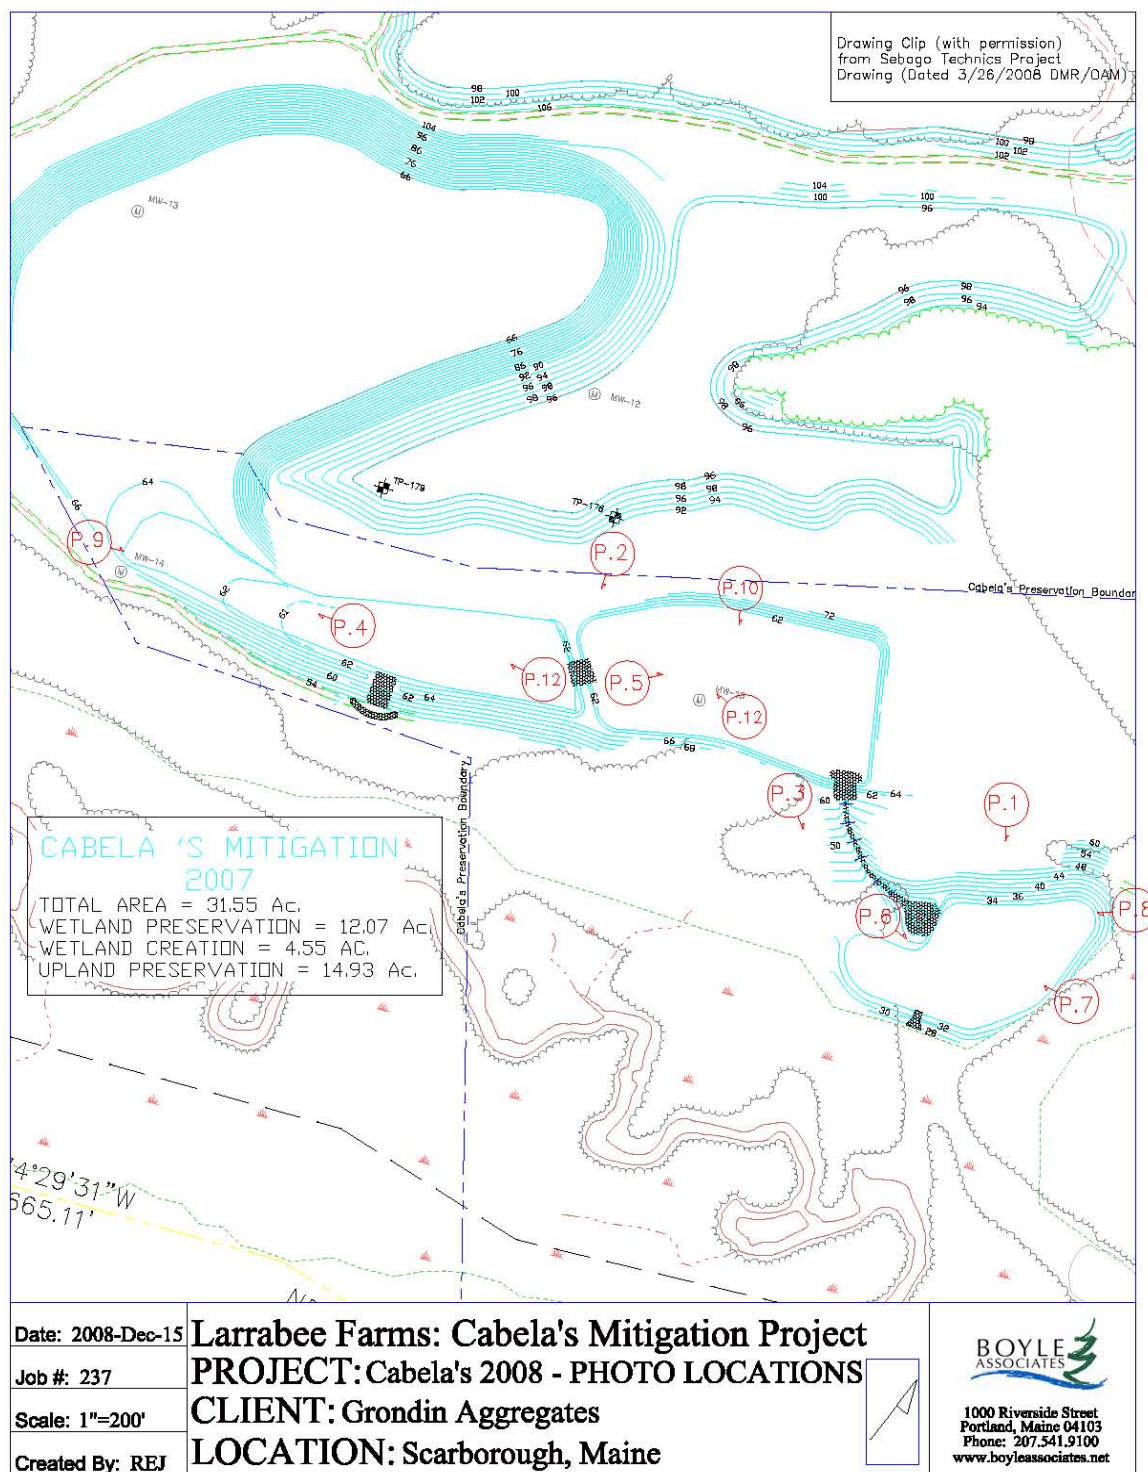 Drawing Clip (with permission)
from Sebago Technics Project
Drawing (Dated 3/26/2008 DMR/OAM)
98 100
102 106
104
96
86
76
66
100 98
102 102
104
100
100
96
MW-13
96 98
98 96 94
66
76
86 90
92 94
96 98
98 96
MW-12
98
98 96
96
64
66
TP-179
TP-178
96
98 98
96 94
92
P.9
MW-14
P.2
P.10
Cabela's Preservation Boundar
62
72
62
P.4
62
62
60
54
62 64
P.12
P.5
62
P.12
66
68
P.3
60
62 64
50
P.1
Cabela's Preservation Boundary
CABELA 'S MITIGATION
2007
TOTAL AREA = 31.55 Ac.
WETLAND PRESERVATION = 12.07 Ac.
WETLAND CREATION = 4.55 AC.
UPLAND PRESERVATION = 14.93 Ac.
54
44
40
34 36
P.6
P.8
P.7
30
32
28
4°29'31"W
665.11'
Date: 2008-Dec-15
Job #: 237
Scale: 1"=200'
Created By: REJ
Larrabee Farms: Cabela's Mitigation Project
PROJECT: Cabela's 2008 - PHOTO LOCATIONS
CLIENT: Grondin Aggregates
LOCATION: Scarborough, Maine
BOYLE
ASSOCIATES
1000 Riverside Street
Portland, Maine 04103
Phone: 207.541.9100
www.boyleassociates.net